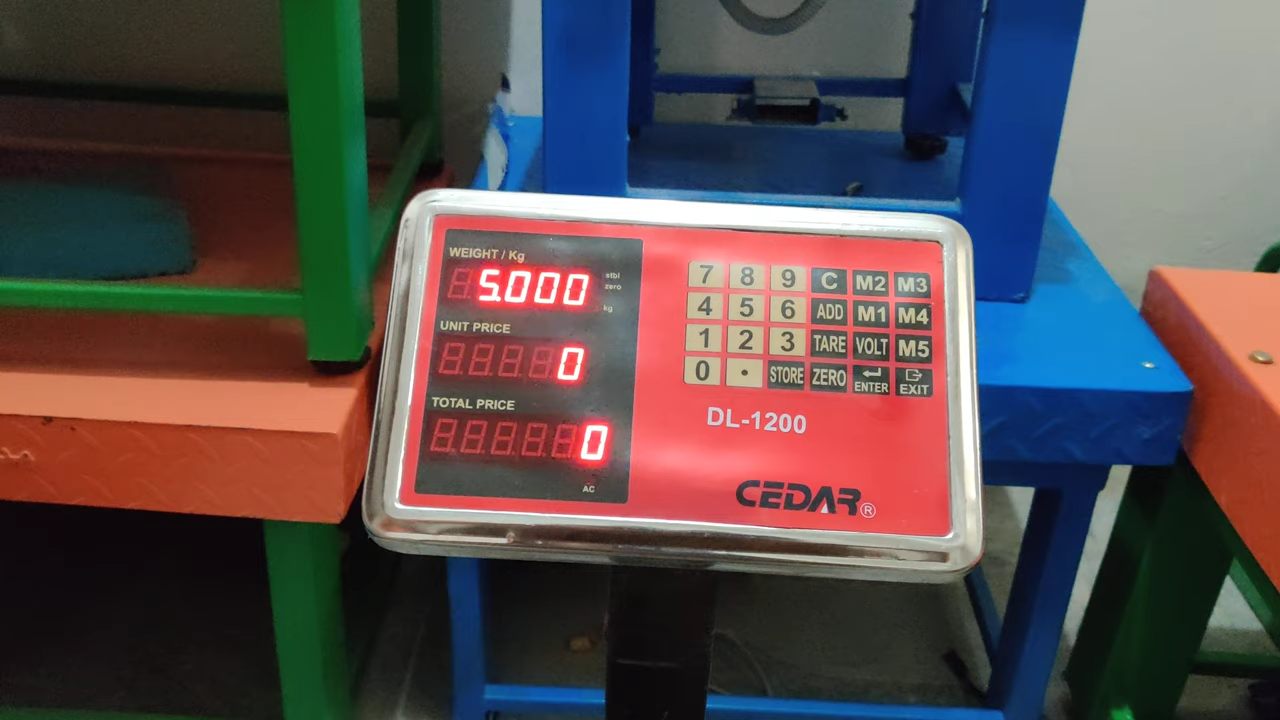 WEIGHT / Kg
5.000
stbl
zero
kg
UNIT PRICE
0
TOTAL PRICE
0
AC
7 8 9 C M2 M3
4 5 6 ADD M1 M4
1 2 3 TARE VOLT M5
0 . STORE ZERO ENTER EXIT
DL-1200
CEDAR®